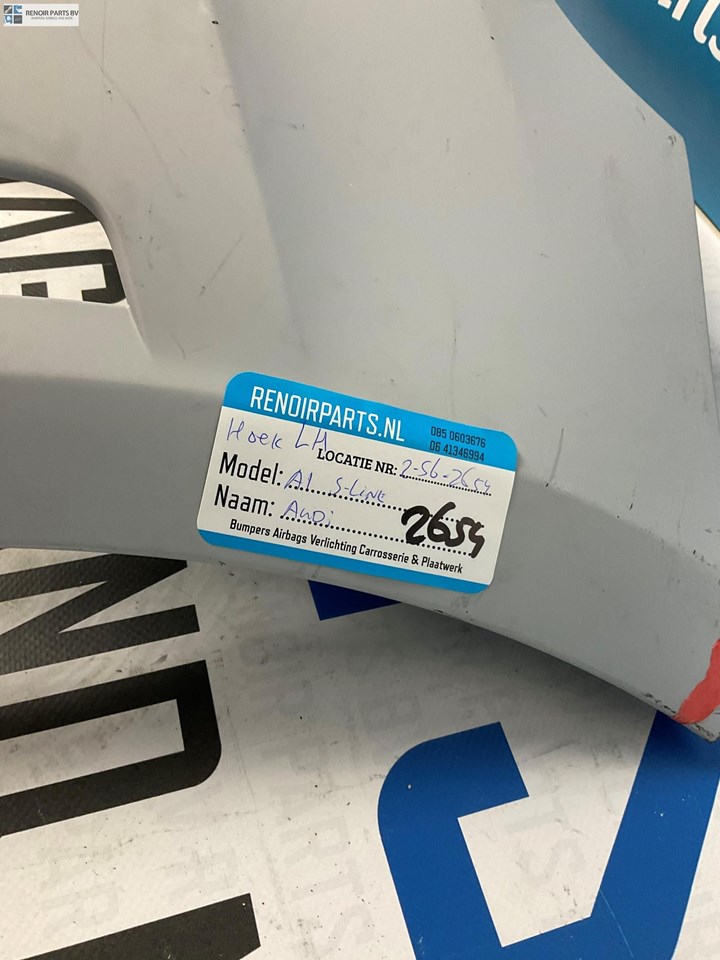 RENOIR PARTS BV
RENOIRPARTS.NL
085 0603676
06 41346994
Hoek LH
LOCATIE NR: 2-56-2654
Model: A1 S-LINE
Naam: AUDi
2654
Bumpers Airbags Verlichting Carrosserie & Plaatwerk